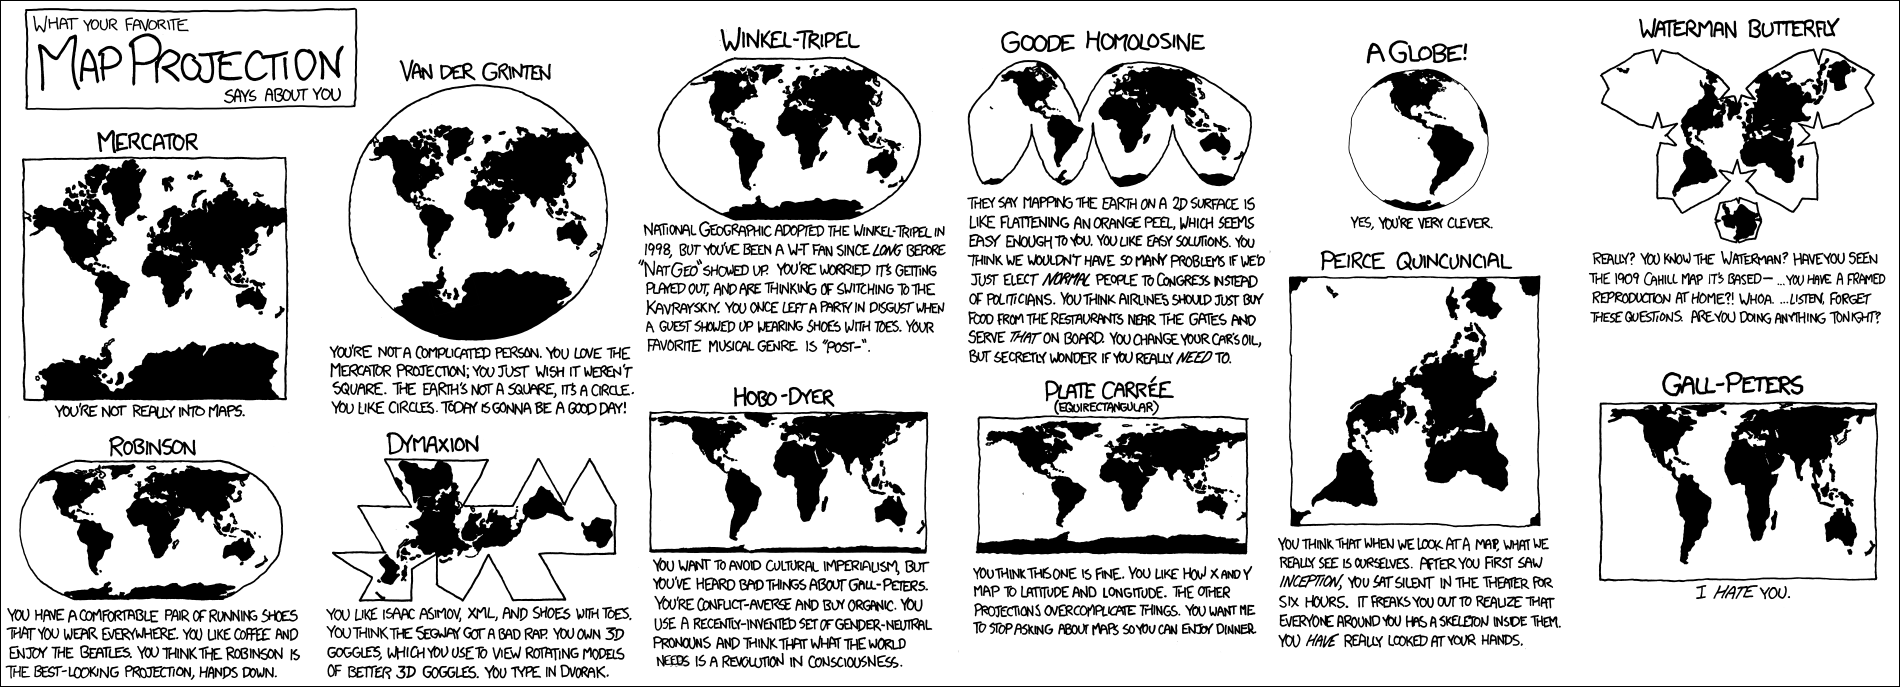 WHAT YOUR FAVORITE
MAP PROJECTION
SAYS ABOUT YOU
MERCATOR
YOU'RE NOT REALLY INTO MAPS.
ROBINSON
YOU HAVE A COMFORTABLE PAIR OF RUNNING SHOES
THAT YOU WEAR EVERYWHERE. YOU LIKE COFFEE AND
ENJOY THE BEATLES. YOU THINK THE ROBINSON IS
THE BEST-LOOKING PROJECTION, HANDS DOWN.
VAN DER GRINTEN
YOU'RE NOT A COMPLICATED PERSON. YOU LOVE THE
MERCATOR PROJECTION; YOU JUST WISH IT WEREN'T
SQUARE. THE EARTH'S NOT A SQUARE, IT'S A CIRCLE.
YOU LIKE CIRCLES. TODAY IS GONNA BE A GOOD DAY!
DYMAXION
YOU LIKE ISAAC ASIMOV, XML, AND SHOES WITH TOES.
YOU THINK THE SEGWAY GOT A BAD RAP. YOU OWN 3D
GOGGLES, WHICH YOU USE TO VIEW ROTATING MODELS
OF BETTER 3D GOGGLES. YOU TYPE IN DVORAK.
WINKEL-TRIPEL
NATIONAL GEOGRAPHIC ADOPTED THE WINKEL-TRIPEL IN
1998, BUT YOU'VE BEEN A W-T FAN SINCE LONG BEFORE
"NAT GEO" SHOWED UP. YOU'RE WORRIED IT'S GETTING
PLAYED OUT, AND ARE THINKING OF SWITCHING TO THE
KAVRAYSKIY. YOU ONCE LEFT A PARTY IN DISGUST WHEN
A GUEST SHOWED UP WEARING SHOES WITH TOES. YOUR
FAVORITE MUSICAL GENRE IS "POST-".
HOBO-DYER
YOU WANT TO AVOID CULTURAL IMPERIALISM, BUT
YOU'VE HEARD BAD THINGS ABOUT GALL-PETERS.
YOU'RE CONFLICT-AVERSE AND BUY ORGANIC. YOU
USE A RECENTLY-INVENTED SET OF GENDER-NEUTRAL
PRONOUNS AND THINK THAT WHAT THE WORLD
NEEDS IS A REVOLUTION IN CONSCIOUSNESS.
GOODE HOMOLOSINE
THEY SAY MAPPING THE EARTH ON A 2D SURFACE IS
LIKE FLATTENING AN ORANGE PEEL, WHICH SEEMS
EASY ENOUGH TO YOU. YOU LIKE EASY SOLUTIONS. YOU
THINK WE WOULDN'T HAVE SO MANY PROBLEMS IF WE'D
JUST ELECT NORMAL PEOPLE TO CONGRESS INSTEAD
OF POLITICIANS. YOU THINK AIRLINES SHOULD JUST BUY
FOOD FROM THE RESTAURANTS NEAR THE GATES AND
SERVE THAT ON BOARD. YOU CHANGE YOUR CAR'S OIL,
BUT SECRETLY WONDER IF YOU REALLY NEED TO.
PLATE CARRÉE
(EQUIRECTANGULAR)
YOU THINK THIS ONE IS FINE. YOU LIKE HOW X AND Y
MAP TO LATITUDE AND LONGITUDE. THE OTHER
PROJECTIONS OVERCOMPLICATE THINGS. YOU WANT ME
TO STOP ASKING ABOUT MAPS SO YOU CAN ENJOY DINNER.
A GLOBE!
YES, YOU'RE VERY CLEVER.
PEIRCE QUINCUNCIAL
YOU THINK THAT WHEN WE LOOK AT A MAP, WHAT WE
REALLY SEE IS OURSELVES. AFTER YOU FIRST SAW
INCEPTION, YOU SAT SILENT IN THE THEATER FOR
SIX HOURS. IT FREAKS YOU OUT TO REALIZE THAT
EVERYONE AROUND YOU HAS A SKELETON INSIDE THEM.
YOU HAVE REALLY LOOKED AT YOUR HANDS.
WATERMAN BUTTERFLY
REALLY? YOU KNOW THE WATERMAN? HAVE YOU SEEN
THE 1909 CAHILL MAP IT'S BASED— ...YOU HAVE A FRAMED
REPRODUCTION AT HOME?! WHOA. ...LISTEN, FORGET
THESE QUESTIONS. ARE YOU DOING ANYTHING TONIGHT?
GALL-PETERS
I HATE YOU.